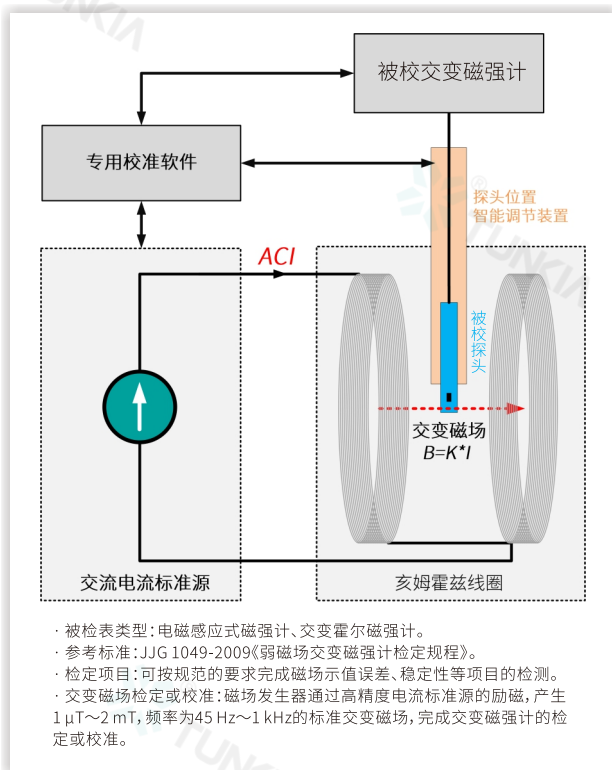 被校交变磁强计
专用校准软件
探头位置
智能调节装置
ACI
被校探头
交变磁场
B=K*I
交流电流标准源
亥姆霍兹线圈
· 被检表类型：电磁感应式磁强计、交变霍尔磁强计。
· 参考标准：JJG 1049-2009《弱磁场交变磁强计检定规程》。
· 检定项目：可按规范的要求完成磁场示值误差、稳定性等项目的检测。
· 交变磁场检定或校准：磁场发生器通过高精度电流标准源的励磁，产生
1 μT～2 mT，频率为45 Hz～1 kHz的标准交变磁场，完成交变磁强计的检
定或校准。
TUNKIA
TUNKIA
®
TUNKIA